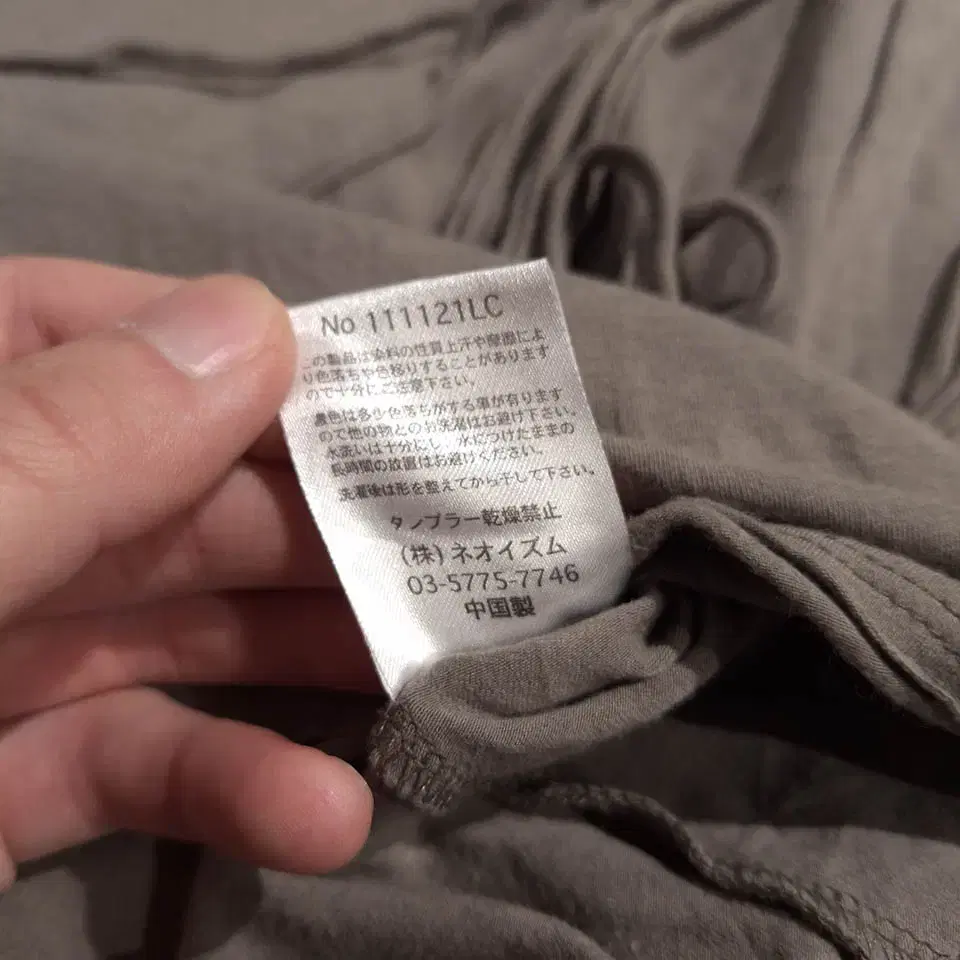 No 111121LC
この製品は染料の性質上汗や摩擦によ
り色落ちや色移りすることがあります
ので十分にご注意下さい。
濃色は多少色落ちがする事が有ります
ので他の物とのお洗濯はお避け下さい。
水洗いは十分にし、水につけたままの
長時間の放置はお避けください。
洗濯後は形を整えてから干して下さい。
タンブラー乾燥禁止
(株)ネオイズム
03-5775-7746
中国製